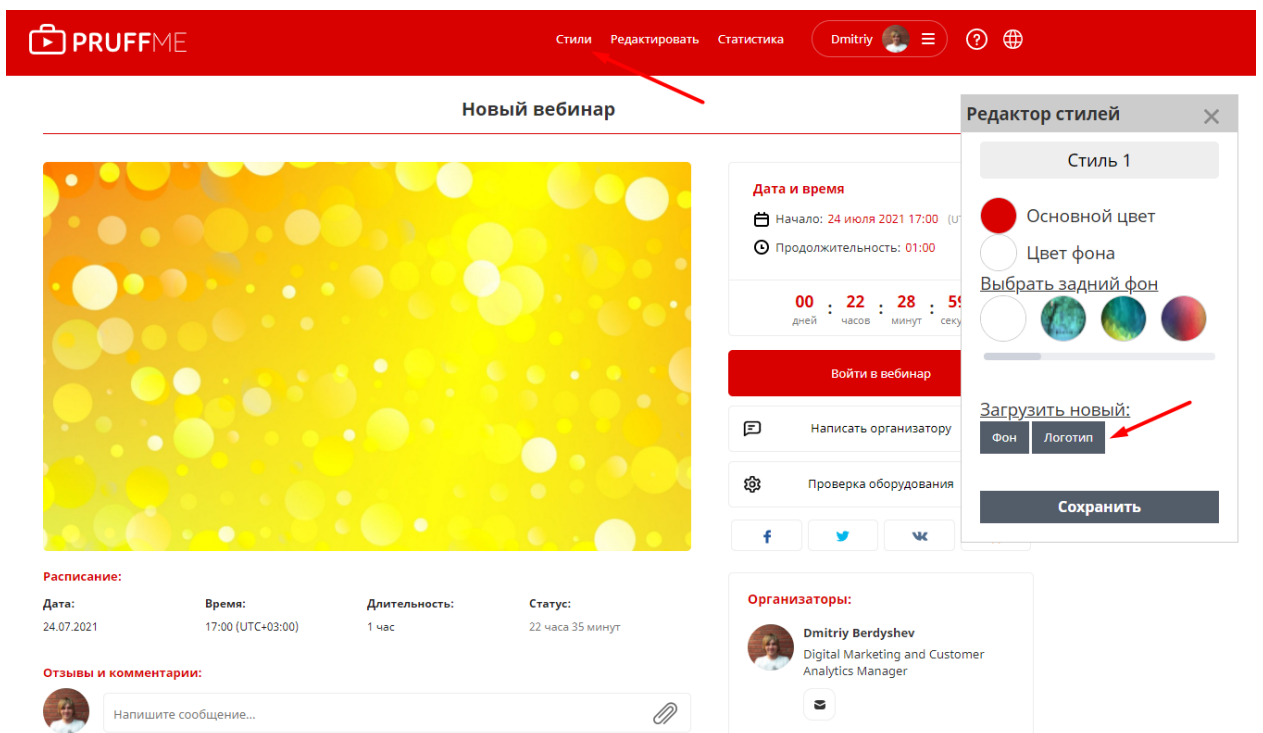 PRUFFME
Стили Редактировать Статистика Dmitriy
Новый вебинар
Дата и время
Начало: 24 июля 2021 17:00
Продолжительность: 01:00
00 : 22 : 28 :
дней часов минут
Войти в вебинар
Написать организатору
Проверка оборудования
Редактор стилей
Стиль 1
Основной цвет
Цвет фона
Выбрать задний фон
Загрузить новый:
Фон Логотип
Сохранить
Расписание:
Дата: Время: Длительность: Статус:
24.07.2021 17:00 (UTC+03:00) 1 час 22 часа 35 минут
Отзывы и комментарии:
Напишите сообщение...
Организаторы:
Dmitriy Berdyshev
Digital Marketing and Customer
Analytics Manager